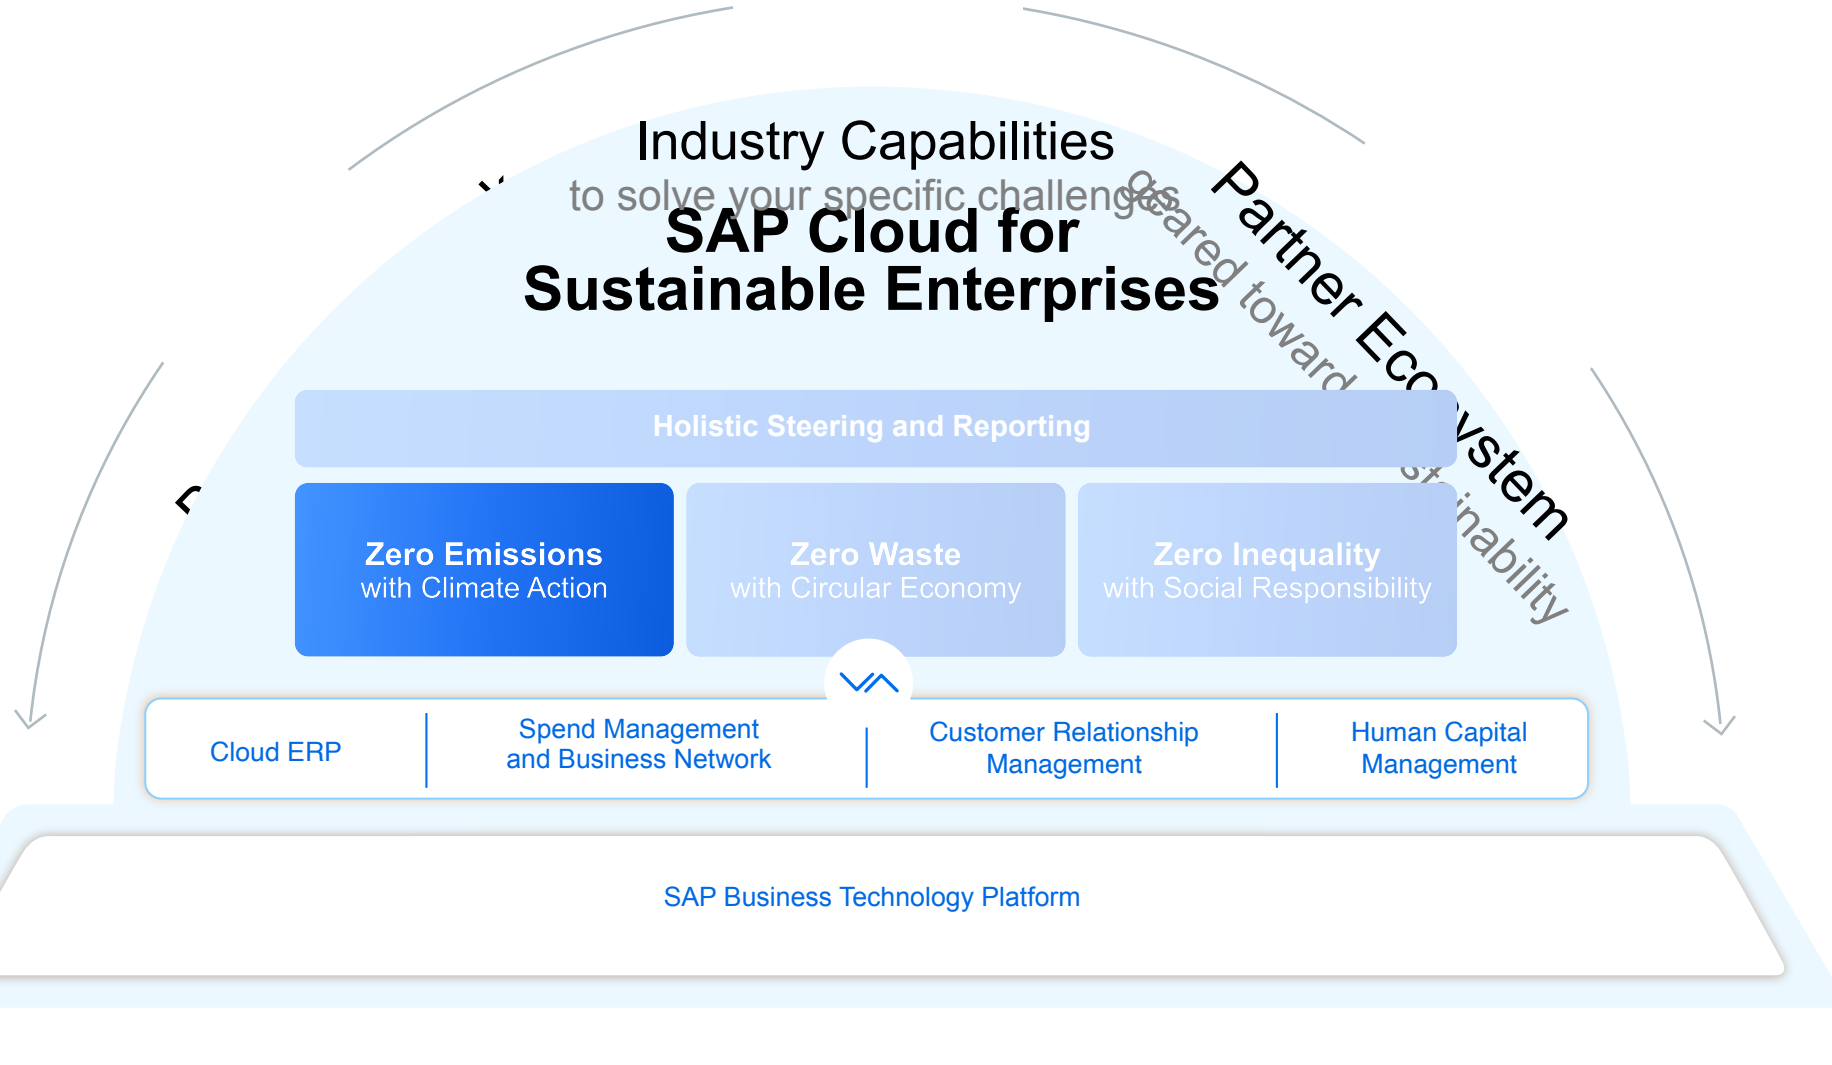 Industry Capabilities
to solve your specific challenges
SAP Cloud for
Sustainable Enterprises
Partner Ecosystem
geared toward
Holistic Steering and Reporting
Zero Emissions
with Climate Action
Zero Waste
with Circular Economy
Zero Inequality
with Social Responsibility
Cloud ERP
Spend Management
and Business Network
Customer Relationship
Management
Human Capital
Management
SAP Business Technology Platform